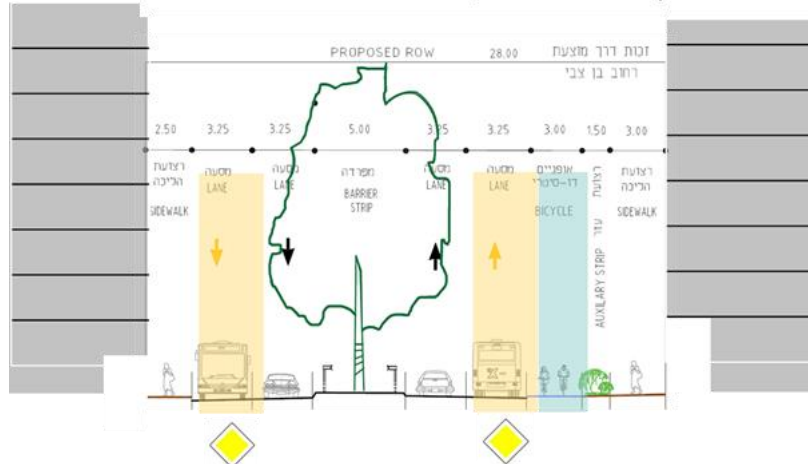 PROPOSED ROW 28.00 זכות דרך מוצעת
רחוב בן צבי
2.50 3.25 3.25 5.00 3.25 3.25 3.00 1.50 3.00
רצועת הליכה
SIDEWALK
מסעה
LANE
מסעה
LANE
מפרדה
BARRIER
STRIP
מסעה
LANE
מסעה
LANE
אופניים
דו-סיטרי
BICYCLE
רצועת עזר
AUXILARY STRIP
רצועת
הליכה
SIDEWALK